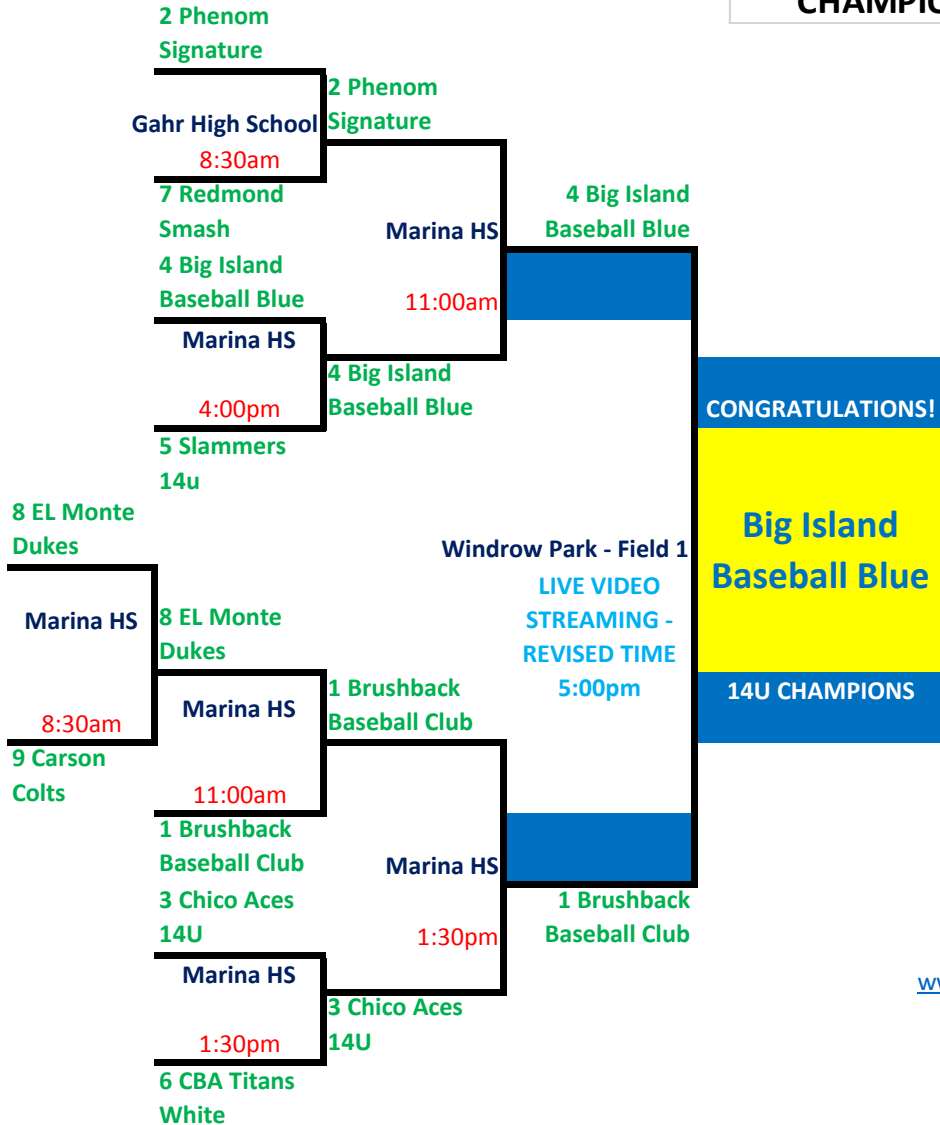 CHAMPIO
2 Phenom
Signature
2 Phenom
Signature
Gahr High School
8:30am
7 Redmond
Smash
4 Big Island
Baseball Blue
Marina HS
4 Big Island
Baseball Blue
11:00am
Marina HS
4 Big Island
Baseball Blue
4:00pm
CONGRATULATIONS!
5 Slammers
14u
8 EL Monte
Dukes
Big Island
Baseball Blue
Windrow Park - Field 1
LIVE VIDEO
STREAMING -
REVISED TIME
5:00pm
Marina HS
8 EL Monte
Dukes
14U CHAMPIONS
1 Brushback
Baseball Club
Marina HS
8:30am
9 Carson
Colts
11:00am
1 Brushback
Baseball Club
Marina HS
3 Chico Aces
14U
1:30pm
1 Brushback
Baseball Club
Marina HS
3 Chico Aces
14U
1:30pm
6 CBA Titans
White